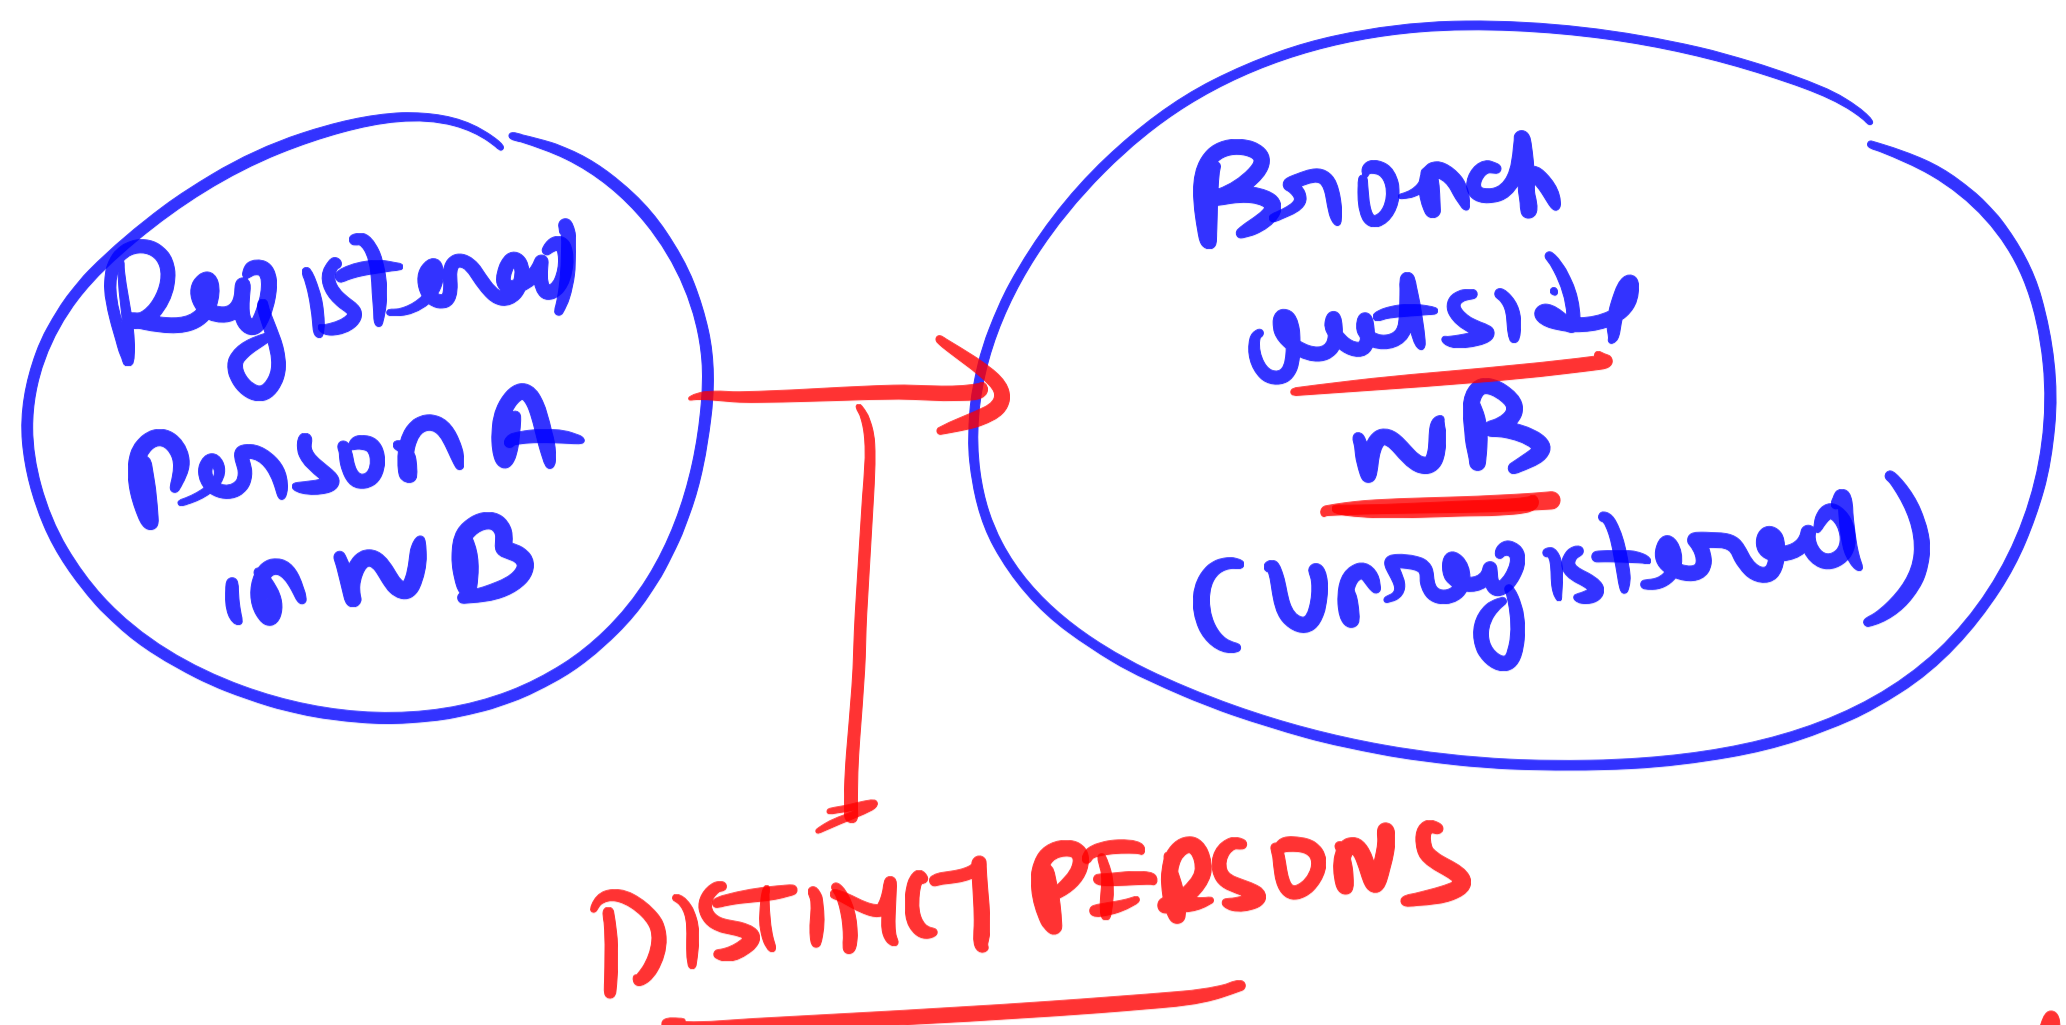 Registered
Person A
in WB
Branch
outside
WB
(Unregistered)
DISTINCT PERSONS